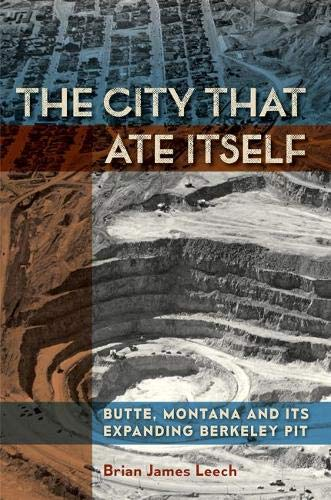 THE CITY THAT
ATE ITSELF
BUTTE, MONTANA AND ITS
EXPANDING BERKELEY PIT
Brian James Leech